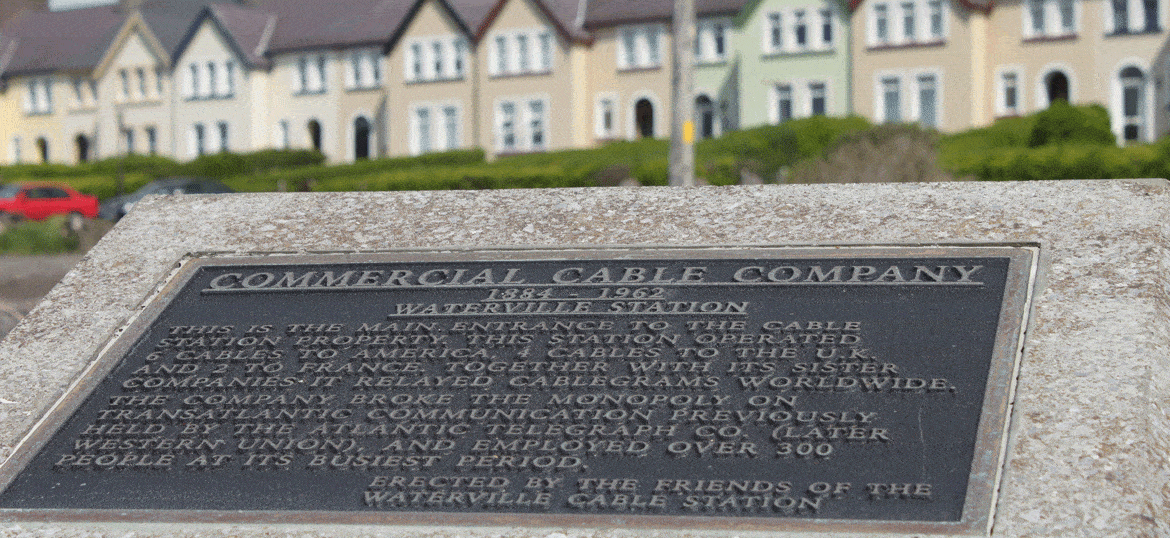 COMMERCIAL CABLE COMPANY
1884 - 1962
WATERVILLE STATION
THIS IS THE MAIN ENTRANCE TO THE CABLE
STATION PROPERTY. THIS STATION OPERATED
6 CABLES TO AMERICA, 4 CABLES TO THE U.K.
AND 2 TO FRANCE. TOGETHER WITH ITS SISTER
COMPANIES IT RELAYED CABLEGRAMS WORLDWIDE.
THE COMPANY BROKE THE MONOPOLY ON
TRANSATLANTIC COMMUNICATION PREVIOUSLY
HELD BY THE ATLANTIC TELEGRAPH CO. (LATER
WESTERN UNION), AND EMPLOYED OVER 300
PEOPLE AT ITS BUSIEST PERIOD.
ERECTED BY THE FRIENDS OF THE
WATERVILLE CABLE STATION